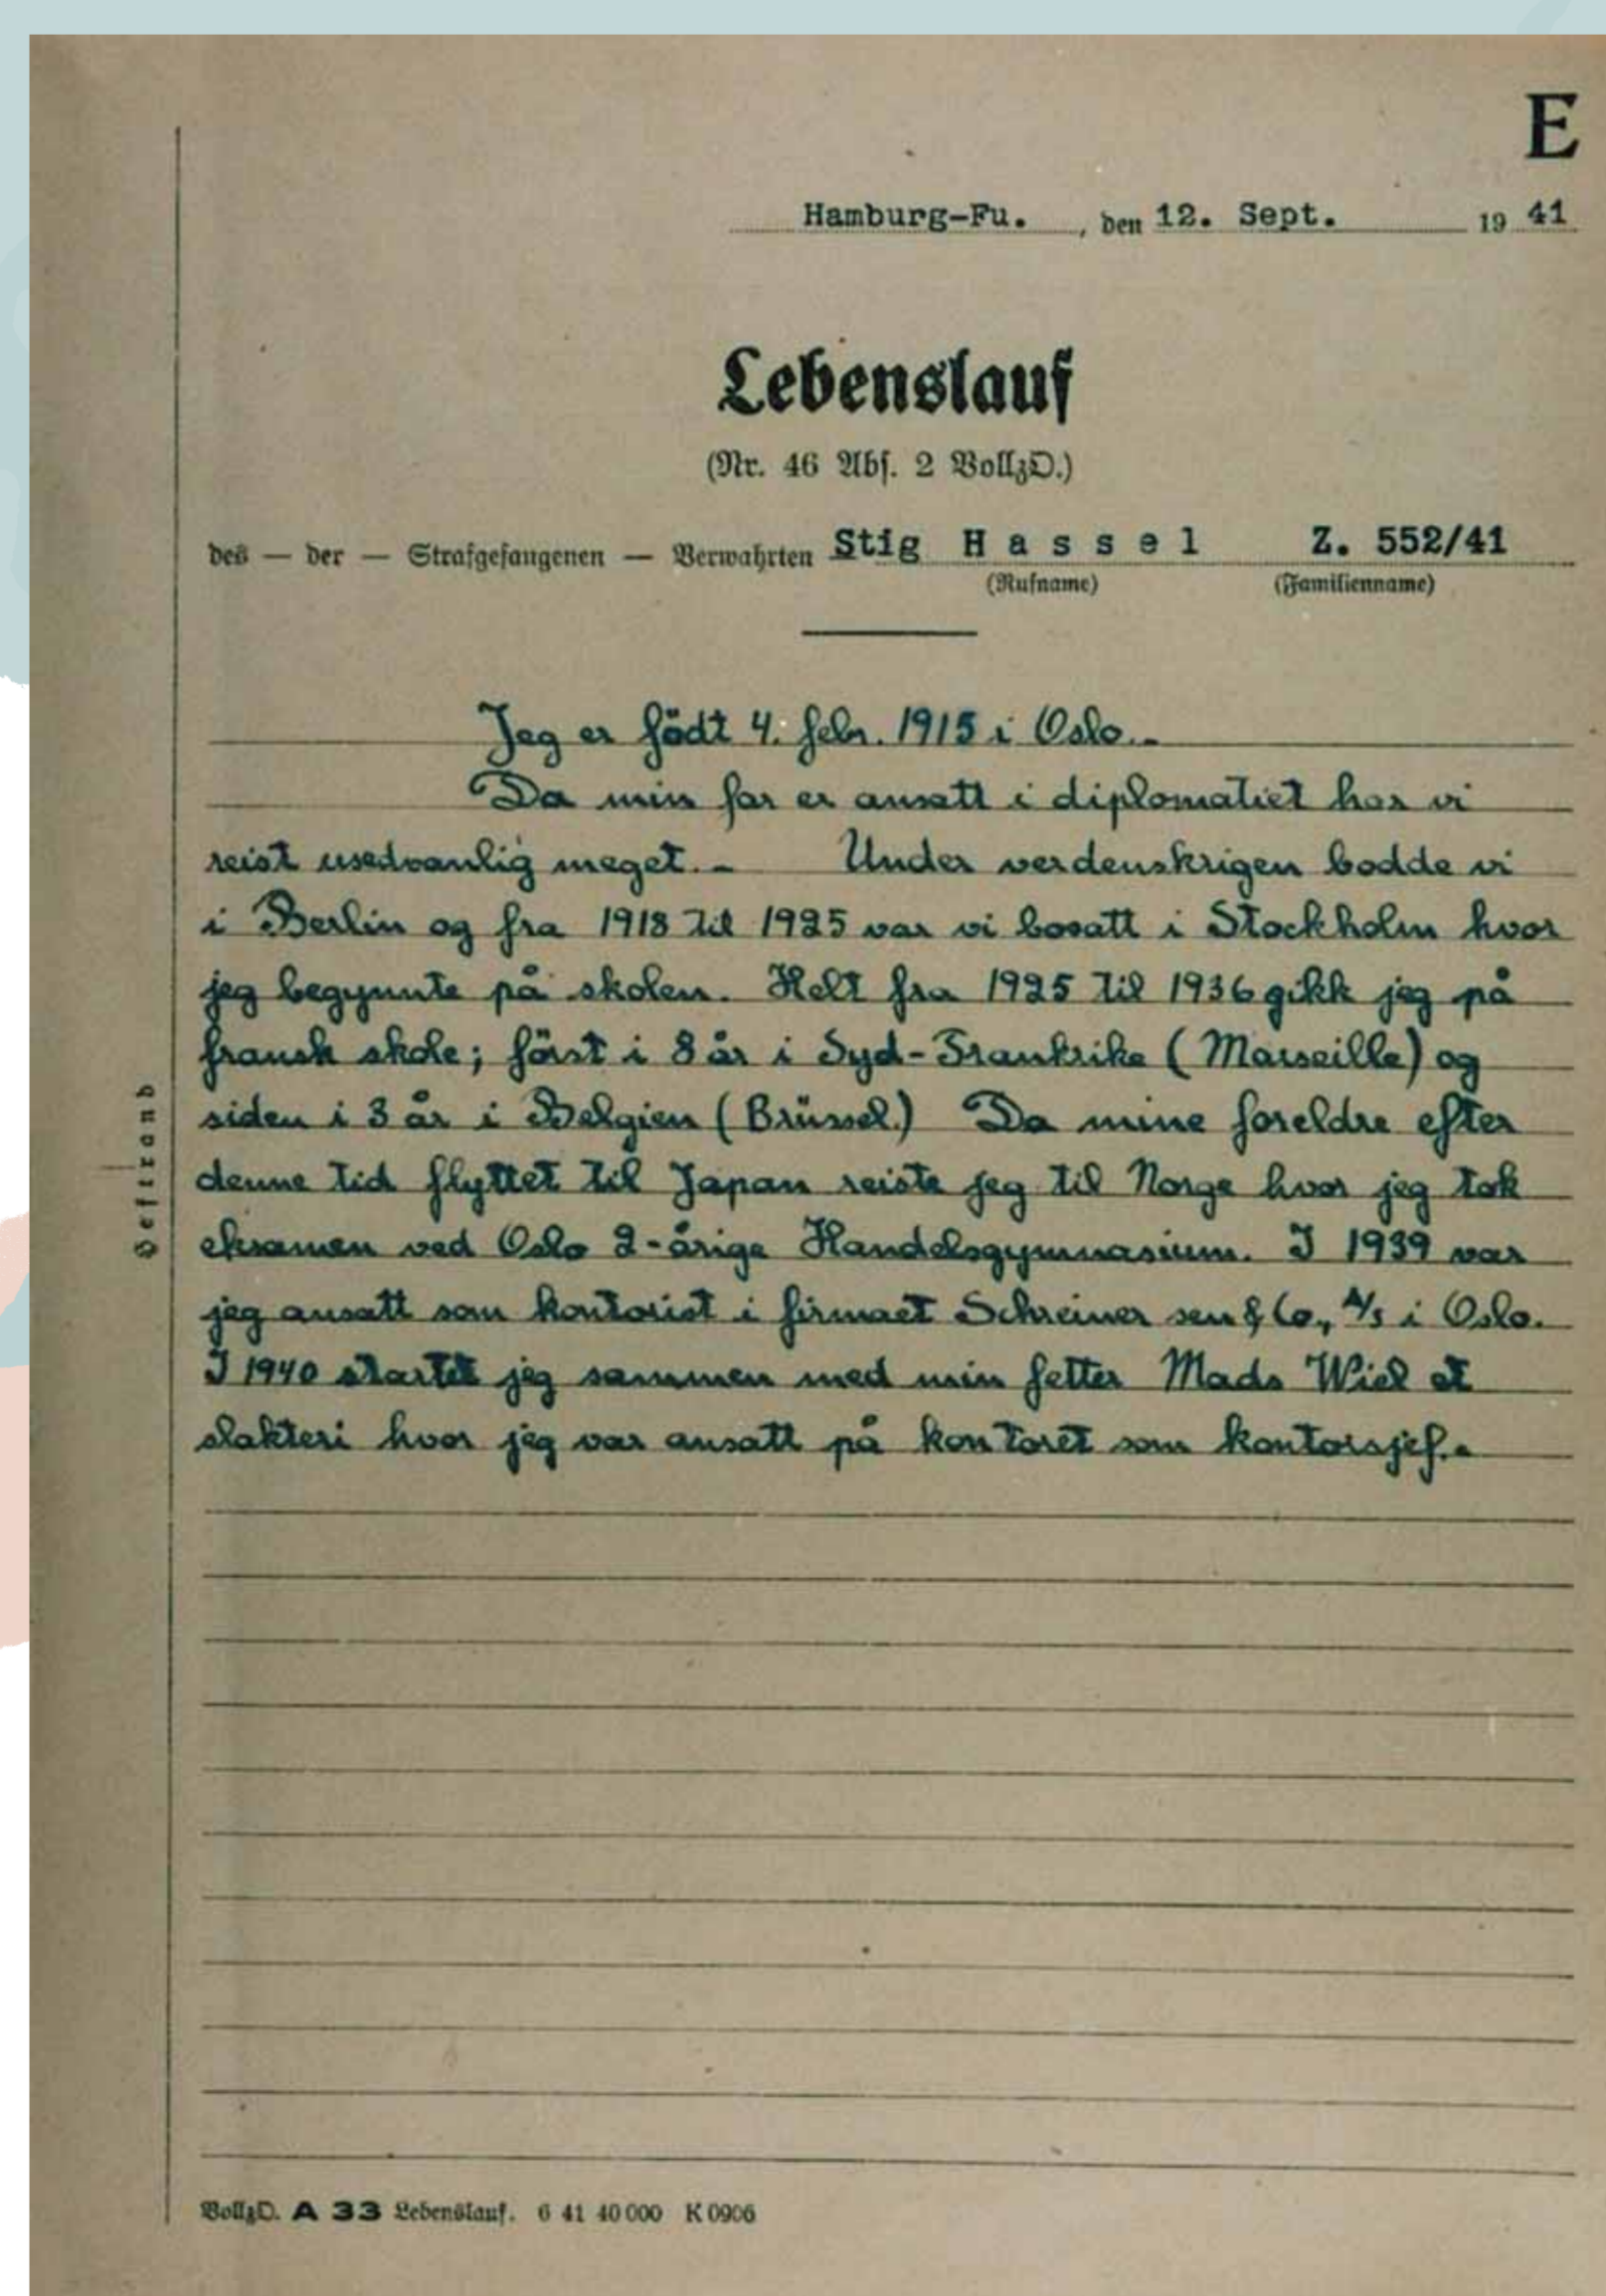 E
Hamburg-Fu. , den 12. Sept. 19 41
Lebenslauf
(Nr. 46 Abs. 2 VollzO.)
des — der — Strafgefangenen — Verwahrten Stig H a s s e l Z. 552/41
(Rufname) (Familienname)
Jeg er födt 4. febr. 1915 i Oslo.-
Da min far er ansatt i diplomatiet har vi
reist usedvanlig meget.- Under verdenskrigen bodde vi
i Berlin og fra 1918 til 1925 var vi bosatt i Stockholm hvor
jeg begynnte på skolen. Helt fra 1925 til 1936 gikk jeg på
fransk skole; först i 8 år i Syd-Frankrike (Marseille) og
siden i 3 år i Belgien (Brüssel.) Da mine foreldre efter
denne tid flyttet til Japan reiste jeg til Norge hvor jeg tok
eksamen ved Oslo 2-årige Handelsgymnasium. I 1939 var
jeg ansatt som kontorist i firmaet Schreiner sen & Co., A/S i Oslo.
I 1940 startet jeg sammen med min fetter Mads Wiel et
slakteri hvor jeg var ansatt på kontoret som kontorsjef.-
Heftrand
VollzO. A 33 Lebenslauf. 6 41 40000 K 0906